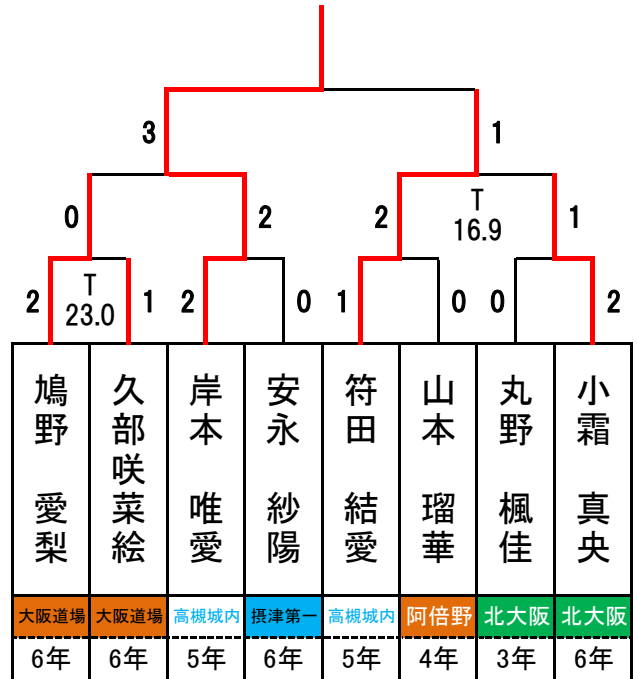 3
1
0
2
2
T
16.9
1
2
T
23.0
1
2
0
1
0
0
2
鳩野 愛梨
久部咲菜絵
岸本 唯愛
安永 紗陽
符田 結愛
山本 瑠華
丸野 楓佳
小霜 真央
大阪道場
大阪道場
高槻城内
摂津第一
高槻城内
阿倍野
北大阪
北大阪
6年
6年
5年
6年
5年
4年
3年
6年